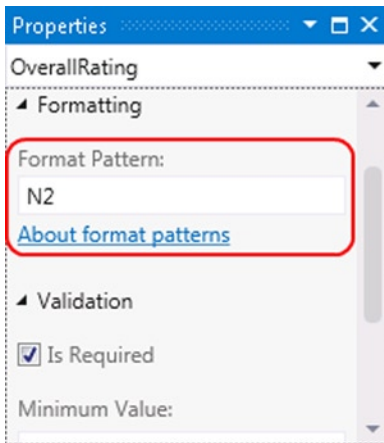 Properties
OverallRating
Formatting
Format Pattern:
N2
About format patterns
Validation
Is Required
Minimum Value: